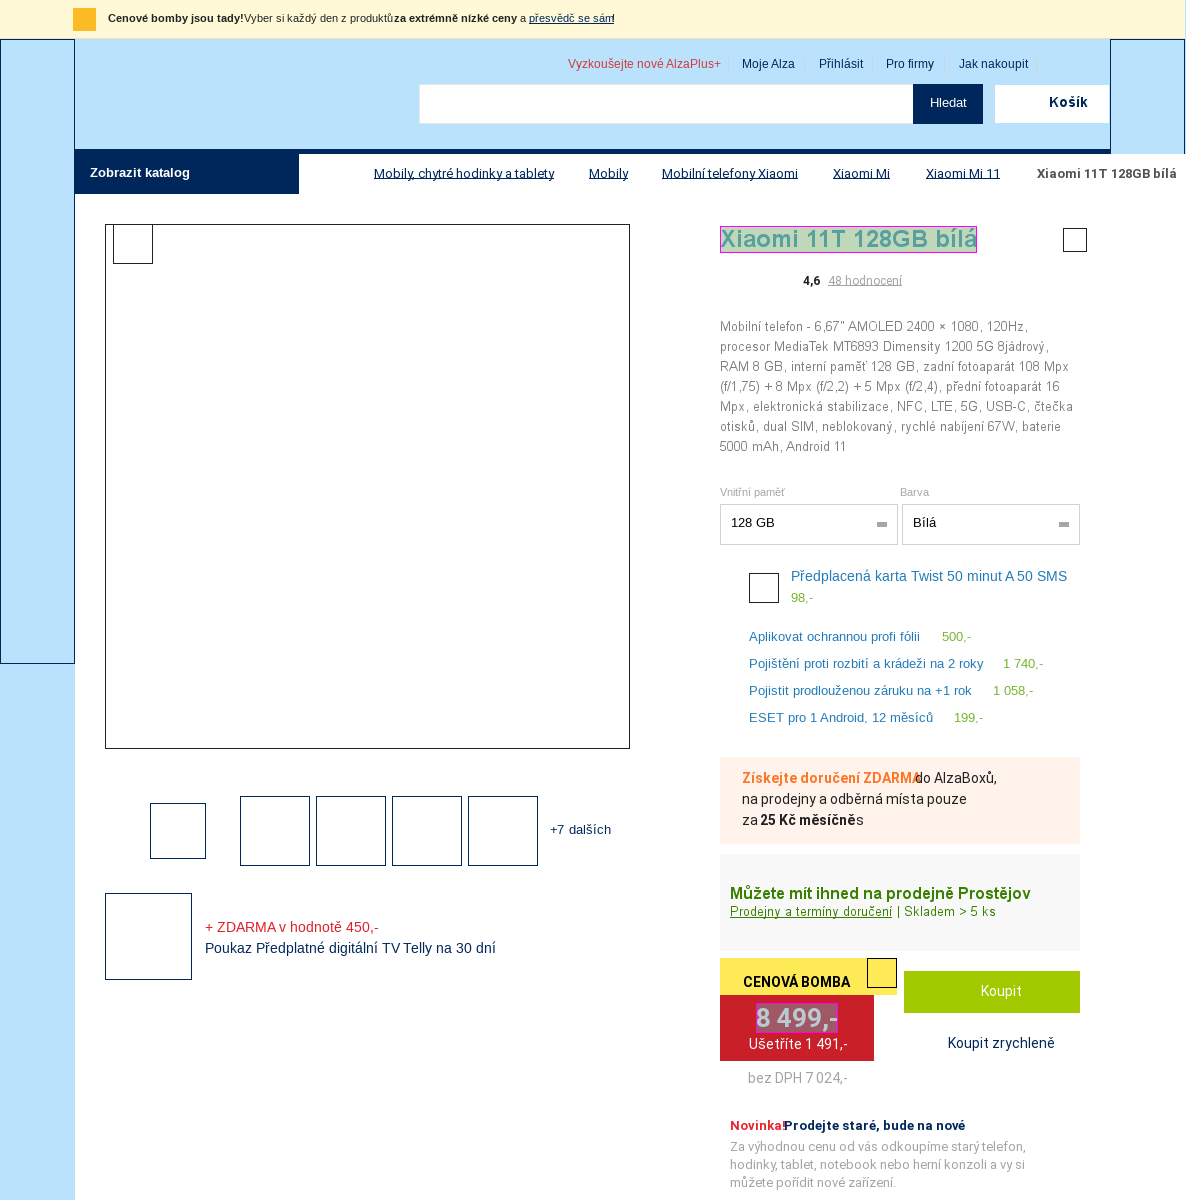 Cenové bomby jsou tady! Vyber si každý den z produktů za extrémně nízké ceny a přesvědč se sám!
Vyzkoušejte nové AlzaPlus+
Moje Alza
Přihlásit
Pro firmy
Jak nakoupit
Hledat
Košík
Zobrazit katalog
Mobily, chytré hodinky a tablety
Mobily
Mobilní telefony Xiaomi
Xiaomi Mi
Xiaomi Mi 11
Xiaomi 11T 128GB bílá
Xiaomi 11T 128GB bílá
4,6 48 hodnocení
Mobilní telefon - 6,67" AMOLED 2400 × 1080, 120Hz,
procesor MediaTek MT6893 Dimensity 1200 5G 8jádrový,
RAM 8 GB, interní paměť 128 GB, zadní fotoaparát 108 Mpx
(f/1,75) + 8 Mpx (f/2,2) + 5 Mpx (f/2,4), přední fotoaparát 16
Mpx, elektronická stabilizace, NFC, LTE, 5G, USB-C, čtečka
otisků, dual SIM, neblokovaný, rychlé nabíjení 67W, baterie
5000 mAh, Android 11
Vnitřní paměť
Barva
128 GB
Bílá
Předplacená karta Twist 50 minut A 50 SMS
98,-
Aplikovat ochrannou profi fólii 500,-
Pojištění proti rozbití a krádeži na 2 roky 1 740,-
Pojistit prodlouženou záruku na +1 rok 1 058,-
ESET pro 1 Android, 12 měsíců 199,-
Získejte doručení ZDARMA do AlzaBoxů,
na prodejny a odběrná místa pouze
za 25 Kč měsíčně s
+7 dalších
Můžete mít ihned na prodejně Prostějov
Prodejny a termíny doručení | Skladem > 5 ks
+ ZDARMA v hodnotě 450,-
Poukaz Předplatné digitální TV Telly na 30 dní
CENOVÁ BOMBA
8 499,-
Ušetříte 1 491,-
bez DPH 7 024,-
Koupit
Koupit zrychleně
Novinka! Prodejte staré, bude na nové
Za výhodnou cenu od vás odkoupíme starý telefon,
hodinky, tablet, notebook nebo herní konzoli a vy si
můžete pořídit nové zařízení.